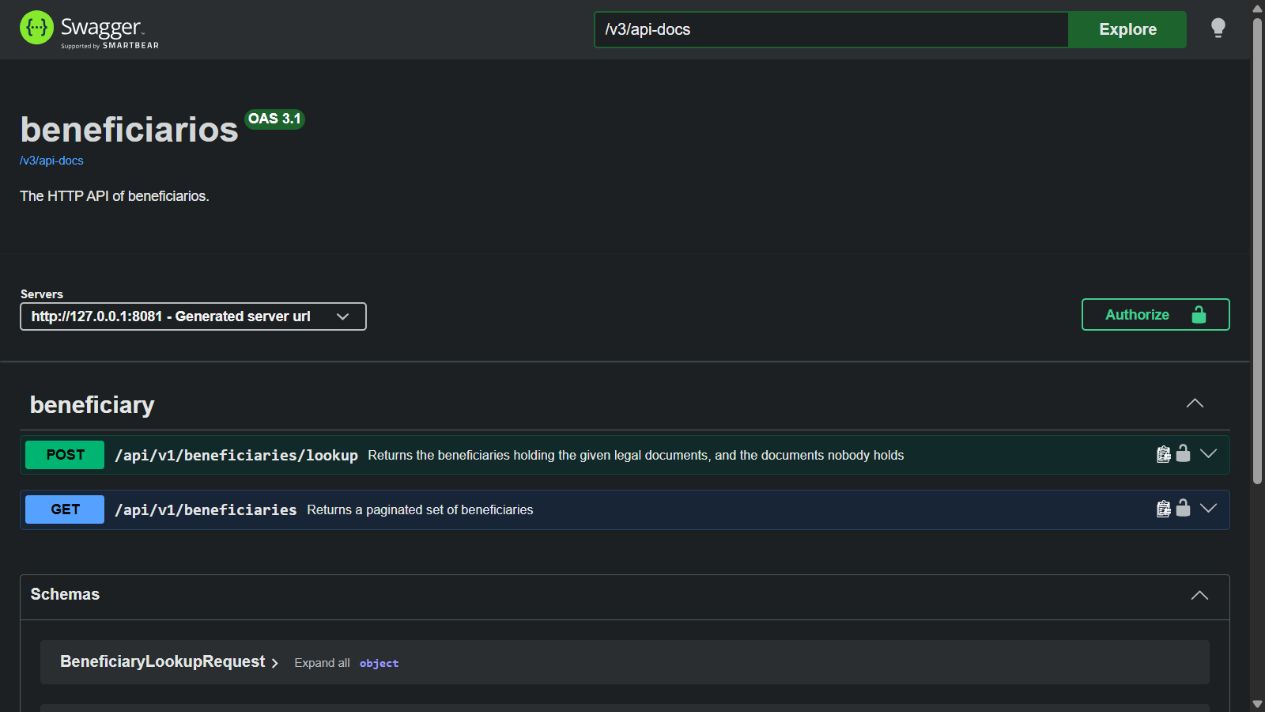 {···} Swagger.
Supported by SMARTBEAR
/v3/api-docs
Explore
beneficiarios OAS 3.1
/v3/api-docs
The HTTP API of beneficiarios.
Servers
http://127.0.0.1:8081 - Generated server url
Authorize
beneficiary
POST /api/v1/beneficiaries/lookup Returns the beneficiaries holding the given legal documents, and the documents nobody holds
GET /api/v1/beneficiaries Returns a paginated set of beneficiaries
Schemas
BeneficiaryLookupRequest Expand all object